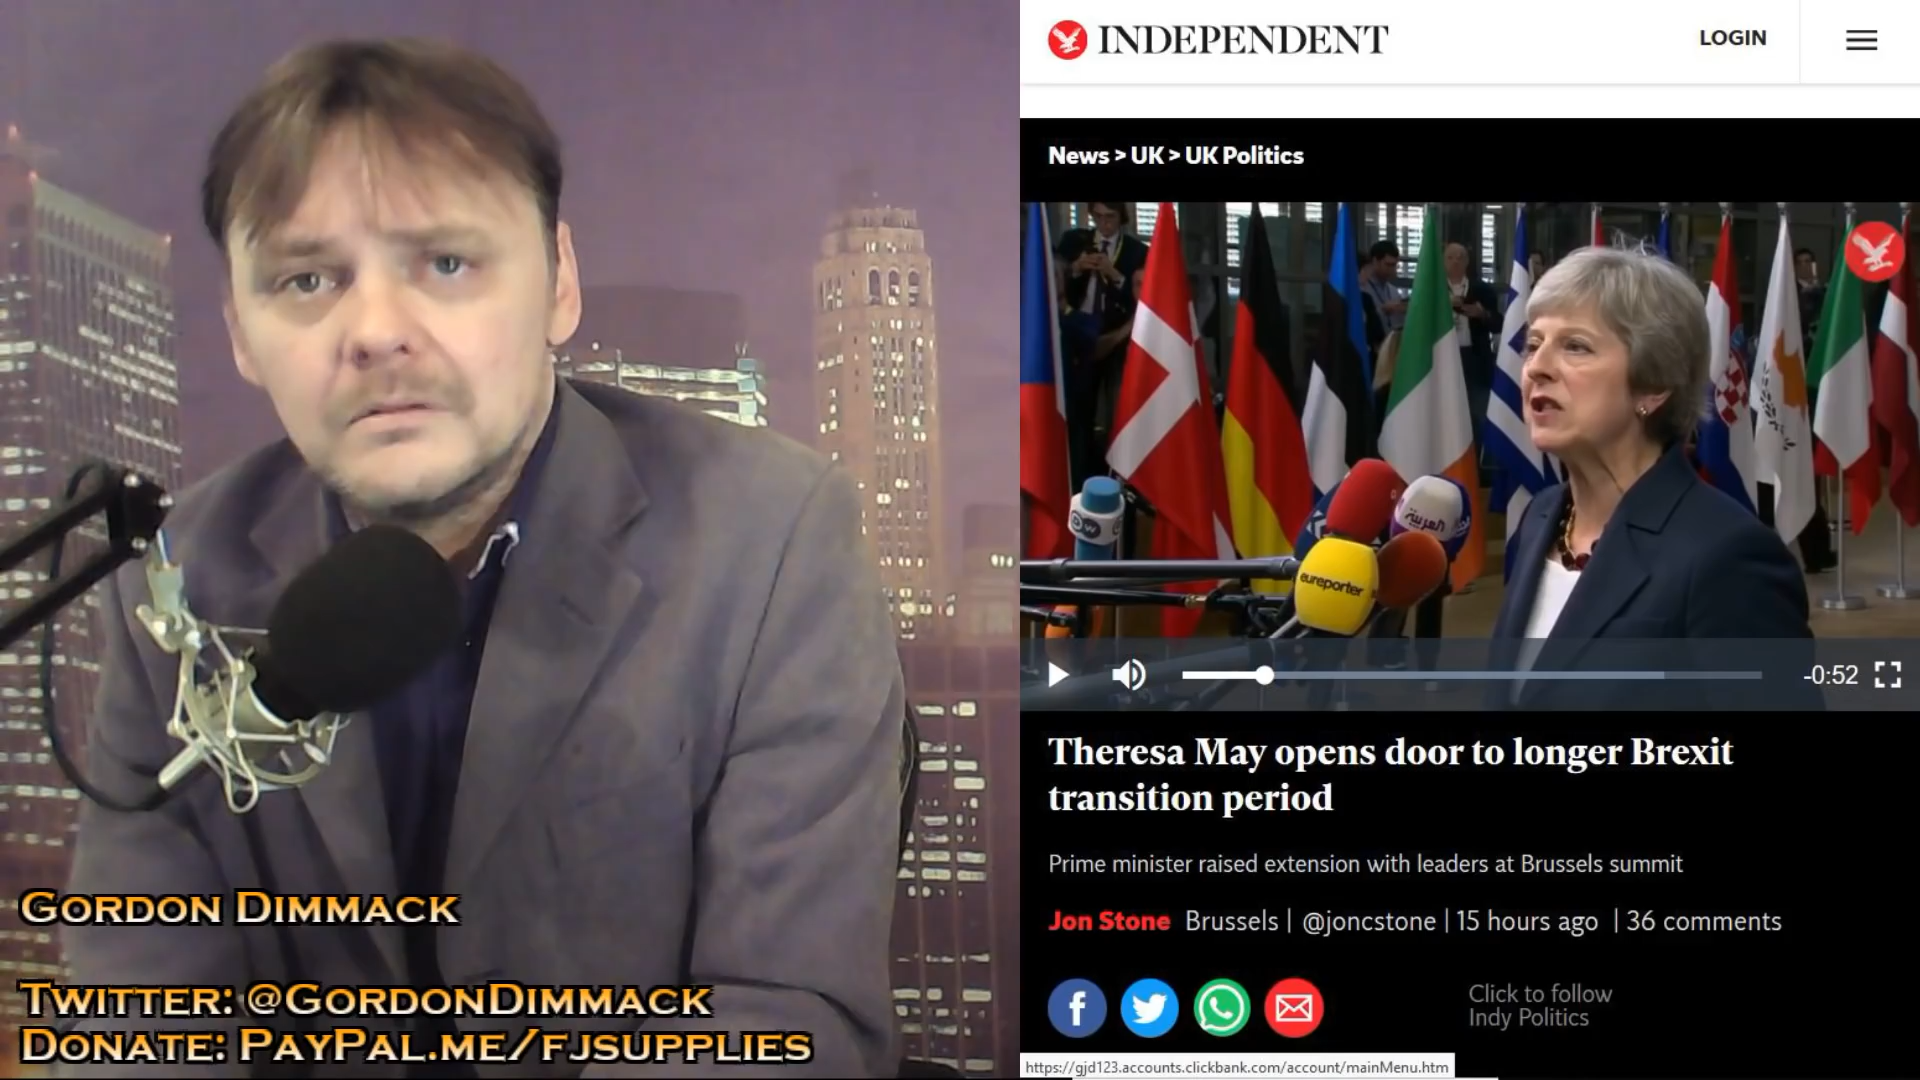 GORDON DIMMACK
TWITTER: @GORDONDIMMACK
DONATE: PAYPAL.ME/FJSUPPLIES
INDEPENDENT
LOGIN
News > UK > UK Politics
DW
eureporter
العربية
-0:52
Theresa May opens door to longer Brexit
transition period
Prime minister raised extension with leaders at Brussels summit
Jon Stone Brussels | @joncstone | 15 hours ago | 36 comments
f
Click to follow
Indy Politics
https://gjd123.accounts.clickbank.com/account/mainMenu.htm